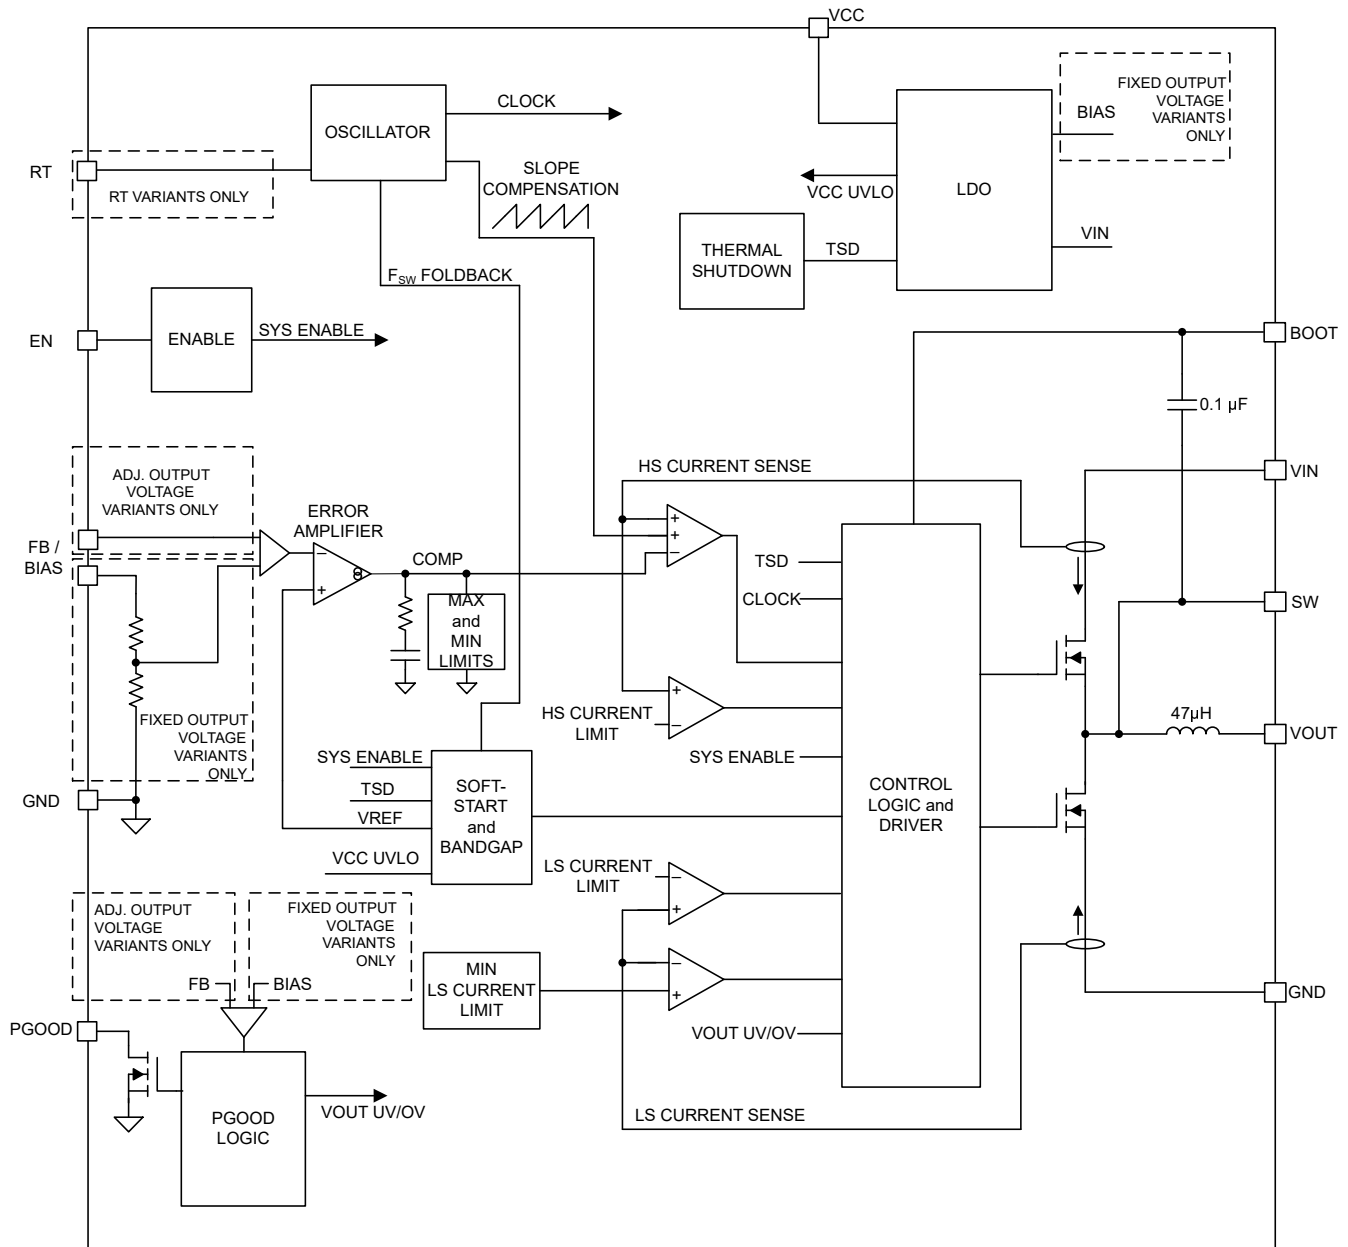 VCC
FIXED OUTPUT
VOLTAGE
VARIANTS
ONLY
BIAS
CLOCK
OSCILLATOR
RT
RT VARIANTS ONLY
SLOPE
COMPENSATION
LDO
VCC UVLO
THERMAL
SHUTDOWN
TSD
VIN
FSW FOLDBACK
EN
ENABLE
SYS ENABLE
BOOT
0.1 µF
ADJ. OUTPUT
VOLTAGE
VARIANTS ONLY
HS CURRENT SENSE
VIN
ERROR
AMPLIFIER
FB /
BIAS
−
+
COMP
+
+
−
TSD
CLOCK
SW
MAX
and
MIN
LIMITS
FIXED OUTPUT
VOLTAGE
VARIANTS
ONLY
+
−
HS CURRENT
LIMIT
47µH
VOUT
SYS ENABLE
SYS ENABLE
TSD
VREF
VCC UVLO
SOFT-
START
and
BANDGAP
CONTROL
LOGIC and
DRIVER
GND
LS CURRENT
LIMIT
−
+
ADJ. OUTPUT
VOLTAGE
VARIANTS ONLY
FIXED OUTPUT
VOLTAGE
VARIANTS
ONLY
FB
BIAS
MIN
LS CURRENT
LIMIT
−
+
GND
PGOOD
VOUT UV/OV
PGOOD
LOGIC
VOUT UV/OV
LS CURRENT SENSE